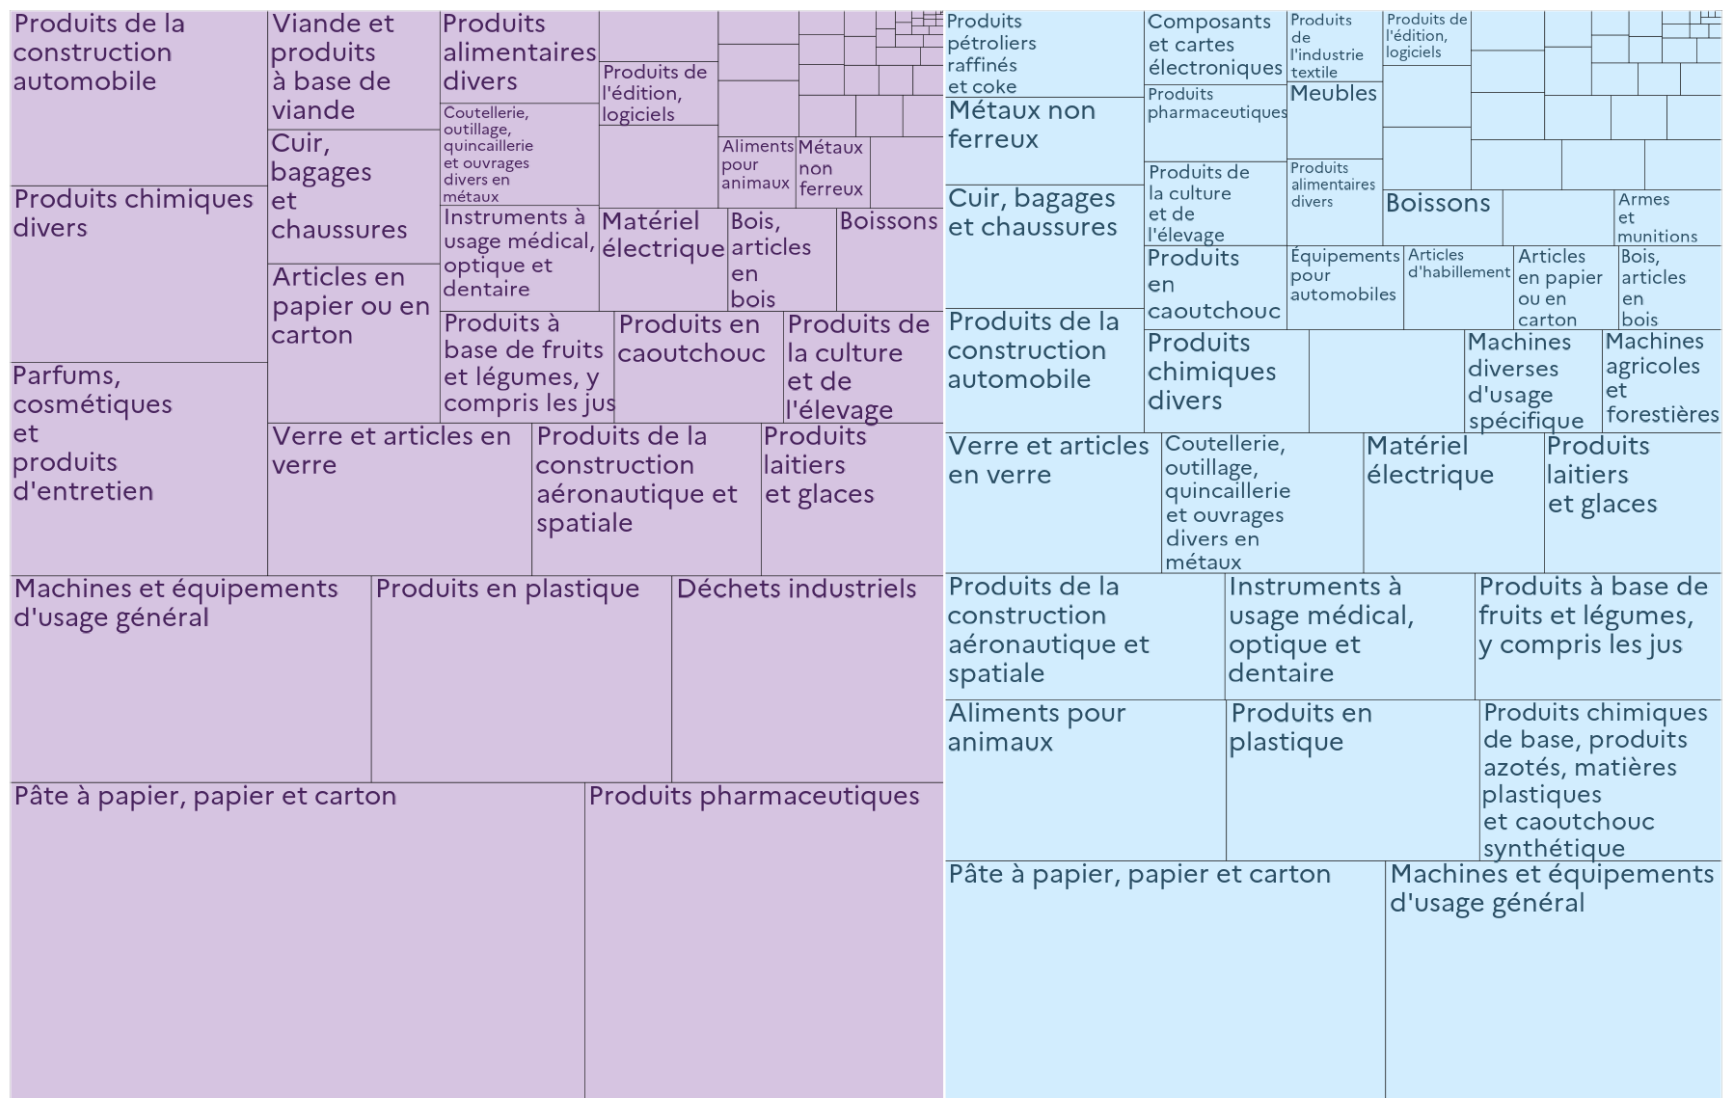 Produits de la
construction
automobile
Viande et
produits
à base de
viande
Produits
alimentaires
divers
Produits de
l'édition,
logiciels
Coutellerie,
outillage,
quincaillerie
et ouvrages
divers en
métaux
Cuir,
bagages
et
chaussures
Aliments
pour
animaux
Métaux
non
ferreux
Produits chimiques
divers
Instruments à
usage médical,
optique et
dentaire
Matériel
électrique
Bois,
articles
en
bois
Boissons
Articles en
papier ou en
carton
Produits à
base de fruits
et légumes, y
compris les jus
Produits en
caoutchouc
Produits de
la culture
et de
l'élevage
Parfums,
cosmétiques
et
produits
d'entretien
Verre et articles en
verre
Produits de la
construction
aéronautique et
spatiale
Produits
laitiers
et glaces
Machines et équipements
d'usage général
Produits en plastique
Déchets industriels
Pâte à papier, papier et carton
Produits pharmaceutiques
Produits
pétroliers
raffinés
et coke
Composants
et cartes
électroniques
Produits
de
l'industrie
textile
Produits de
l'édition,
logiciels
Métaux non
ferreux
Produits
pharmaceutiques
Meubles
Cuir, bagages
et chaussures
Produits de
la culture
et de
l'élevage
Produits
alimentaires
divers
Boissons
Armes
et
munitions
Produits
en
caoutchouc
Équipements
pour
automobiles
Articles
d'habillement
Articles
en papier
ou en
carton
Bois,
articles
en
bois
Produits de la
construction
automobile
Produits
chimiques
divers
Machines
diverses
d'usage
spécifique
Machines
agricoles
et
forestières
Verre et articles
en verre
Coutellerie,
outillage,
quincaillerie
et ouvrages
divers en
métaux
Matériel
électrique
Produits
laitiers
et glaces
Produits de la
construction
aéronautique et
spatiale
Instruments à
usage médical,
optique et
dentaire
Produits à base de
fruits et légumes,
y compris les jus
Aliments pour
animaux
Produits en
plastique
Produits chimiques
de base, produits
azotés, matières
plastiques
et caoutchouc
synthétique
Pâte à papier, papier et carton
Machines et équipements
d'usage général